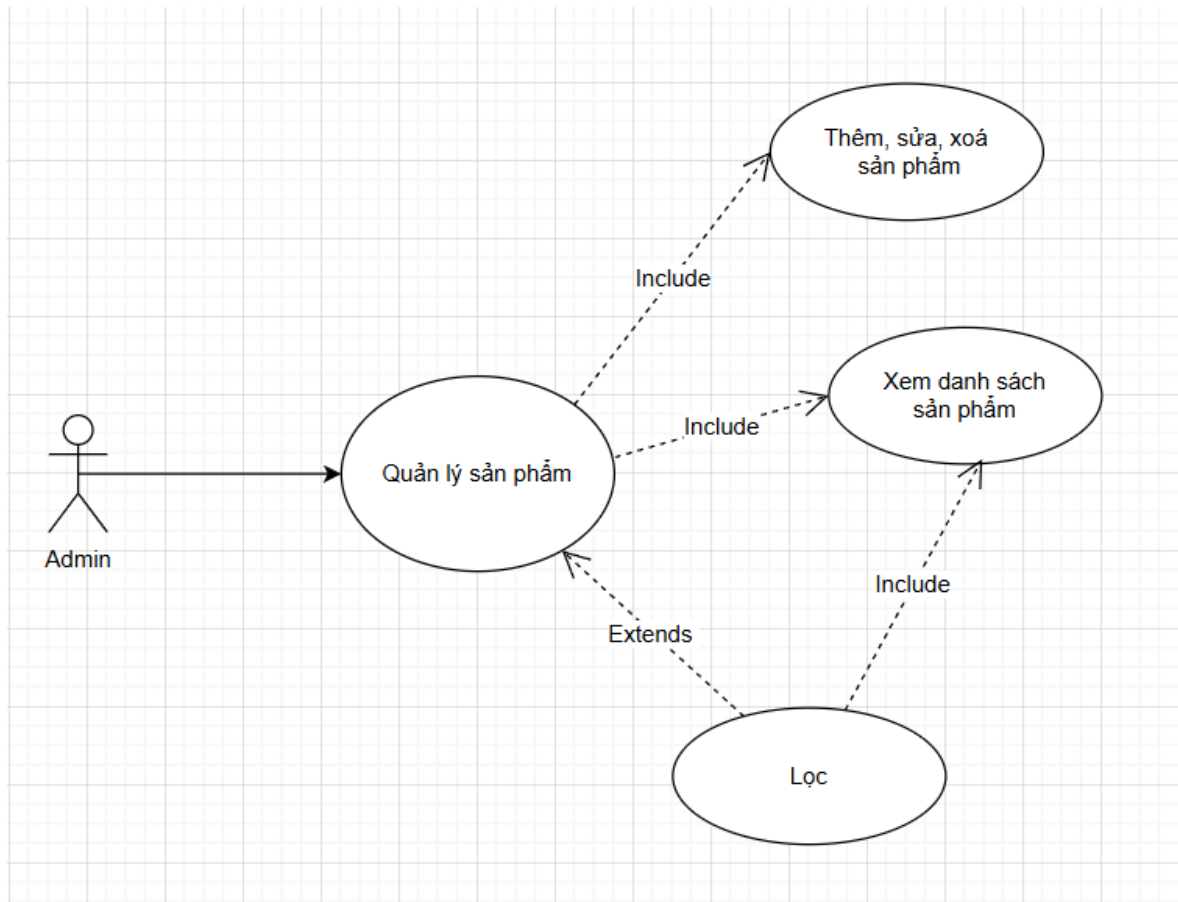 Thêm, sửa, xoá
sản phẩm
Include
Xem danh sách
sản phẩm
Include
Quản lý sản phẩm
Admin
Include
Extends
Lọc